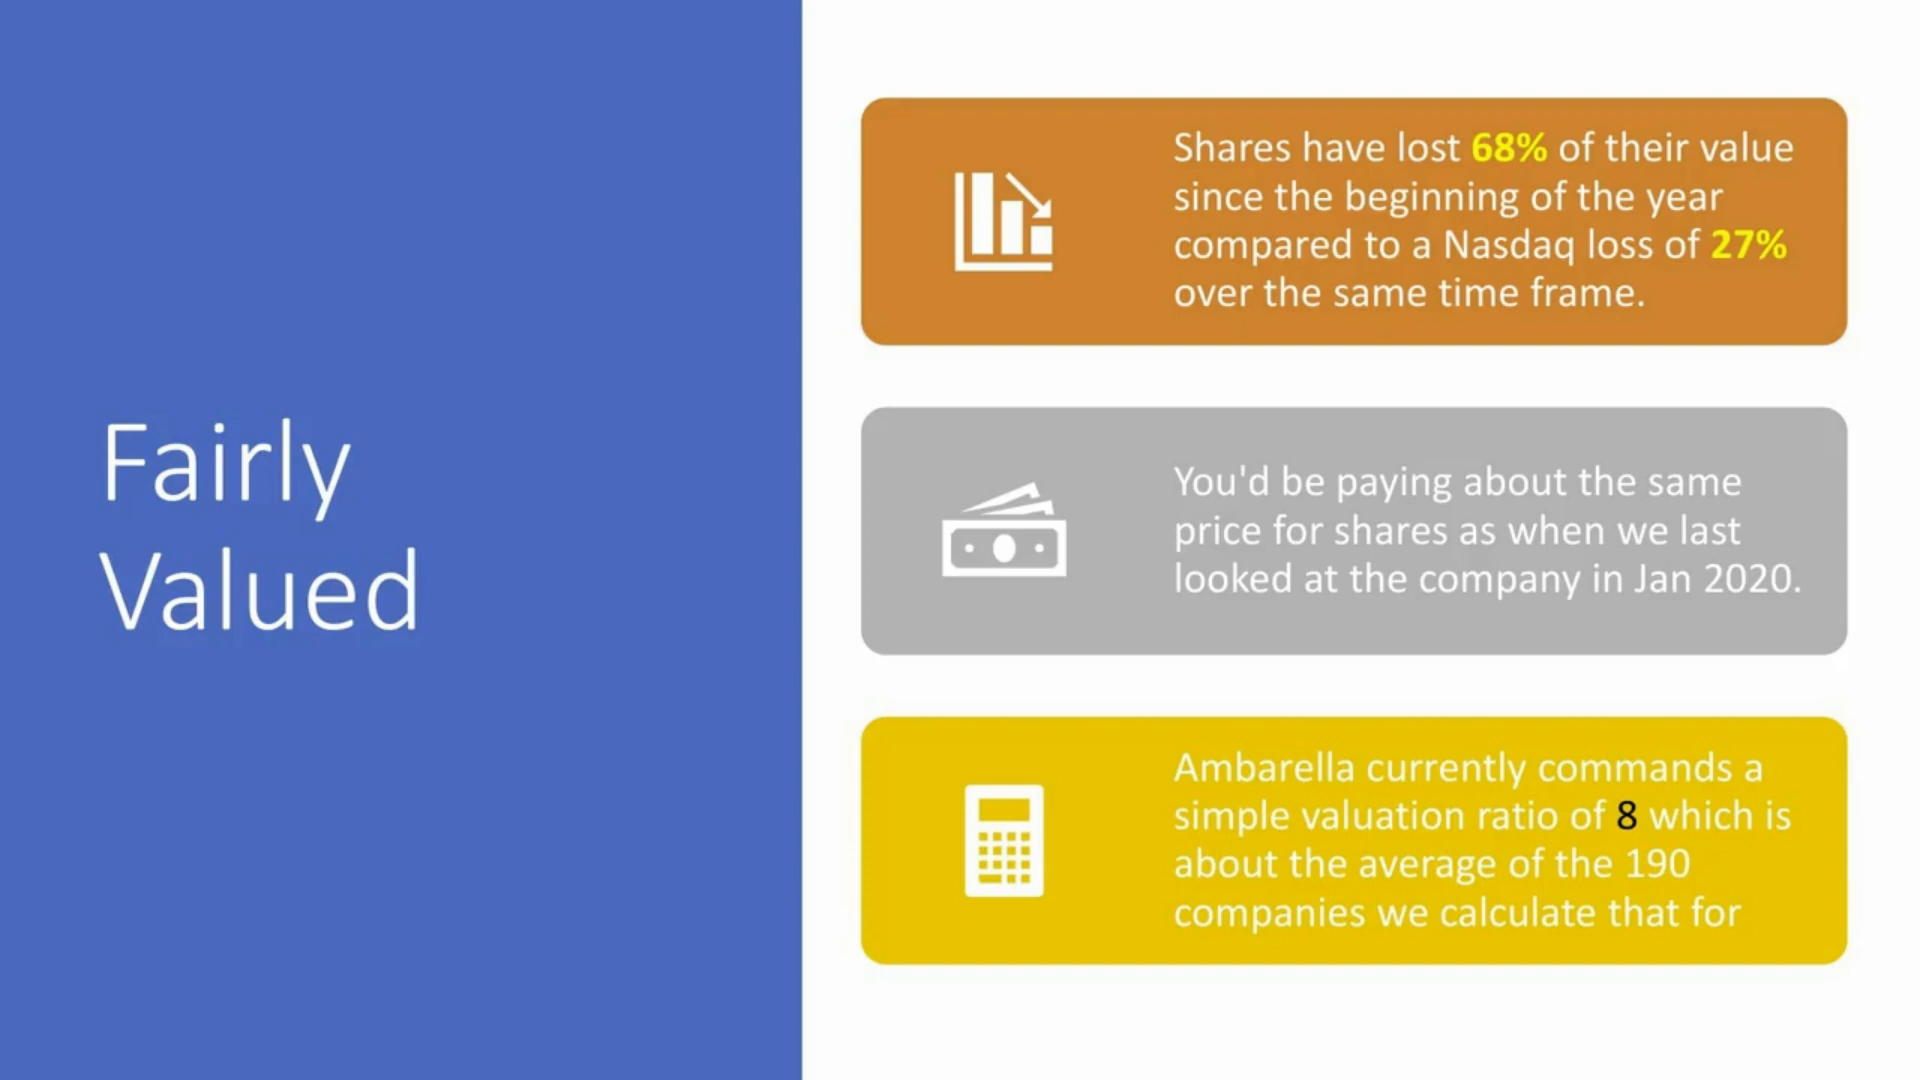 Fairly
Valued
Shares have lost 68% of their value
since the beginning of the year
compared to a Nasdaq loss of 27%
over the same time frame.
You'd be paying about the same
price for shares as when we last
looked at the company in Jan 2020.
Ambarella currently commands a
simple valuation ratio of 8 which is
about the average of the 190
companies we calculate that for